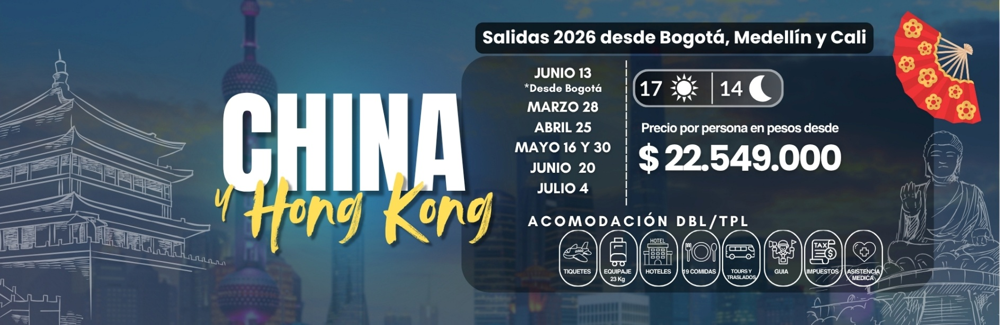 Salidas 2026 desde Bogotá, Medellín y Cali
CHINA
y Hong Kong
JUNIO 13
*Desde Bogotá
MARZO 28
ABRIL 25
MAYO 16 Y 30
JUNIO 20
JULIO 4
17 14
Precio por persona en pesos desde
$ 22.549.000
ACOMODACIÓN DBL/TPL
TIQUETES
EQUIPAJE
23 Kg
HOTEL
HOTELES
19 COMIDAS
TOURS Y
TRASLADOS
GUIA
TAX
$
IMPUESTOS
ASISTENCIA
MEDICA